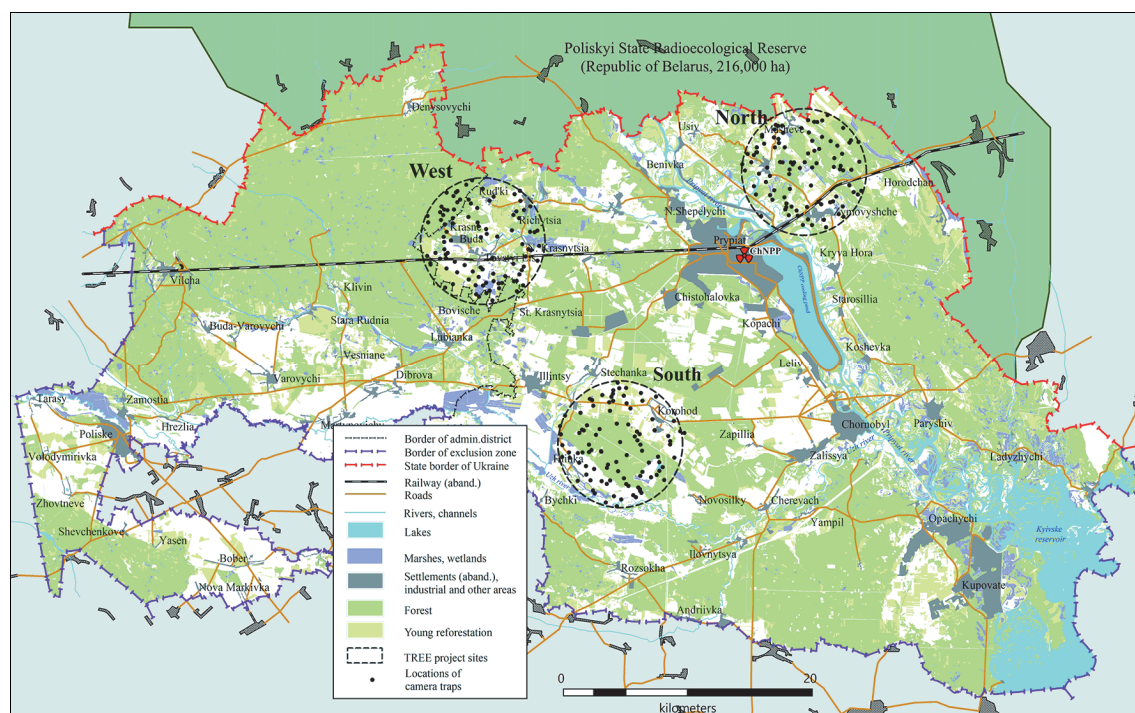 Poliskyi State Radioecological Reserve
(Republic of Belarus, 216,000 ha)
Denysovychi
North
Usiv
Masheve
West
Benivka
Rudki
Horodchan
N.Shepelychi
Zymovyshche
Richytsia
Krasne
Buda
Prypiat
Krasnytsia
ChNPP
Kryva Hora
Vilcha
Klivin
Chistohalovka
Starosillia
Bovische
St. Krasnytsia
Stara Rudnia
Buda-Varovychi
Kopachi
Lubianka
Koshevka
Vesniane
Leliv
Stechanka
South
Varovychi
Dibrova
Illintsy
Tarasy
Zamostia
Korohod
Hrezlia
Chornobyl
Paryshiv
Poliske
Zapillia
Volodymirivka
Zalissya
Ush river
Pripyat river
Ladyzhychi
Zhovtneve
Bychki
Novosilky
Cherevach
Shevchenkove
Yampil
Opachychi
Kyivske
reservoir
Yasen
Bober
Ilovnytsya
Rozsokha
Nova Markivka
Kupovate
Andriivka
Border of admin.district
Border of exclusion zone
State border of Ukraine
Railway (aband.)
Roads
Rivers, channels
Lakes
Marshes, wetlands
Settlements (aband.),
industrial and other areas
Forest
Young reforestation
TREE project sites
Locations of
camera traps
0
20
kilometers